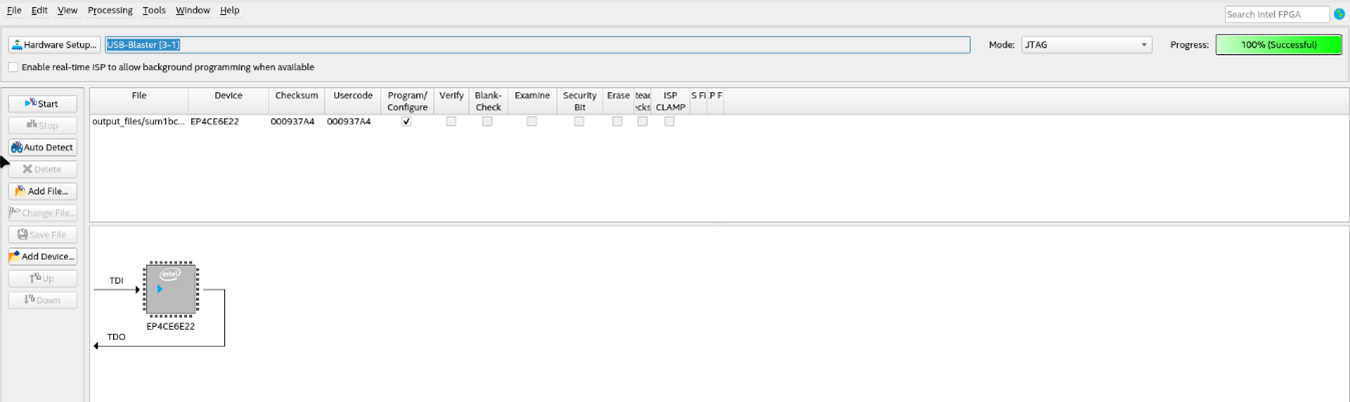 File Edit View Processing Tools Window Help
Search Intel FPGA
Hardware Setup... USB-Blaster [3-1] Mode: JTAG Progress: 100% (Successful)
Enable real-time ISP to allow background programming when available
Start
Stop
Auto Detect
Delete
Add File...
Change File...
Save File
Add Device...
Up
Down
File Device Checksum Usercode Program/ Verify Blank- Examine Security Erase ISP
Configure Check Bit CLAMP
output_files/sum1bc... EP4CE6E22 000937A4 000937A4
intel
TDI
EP4CE6E22
TDO